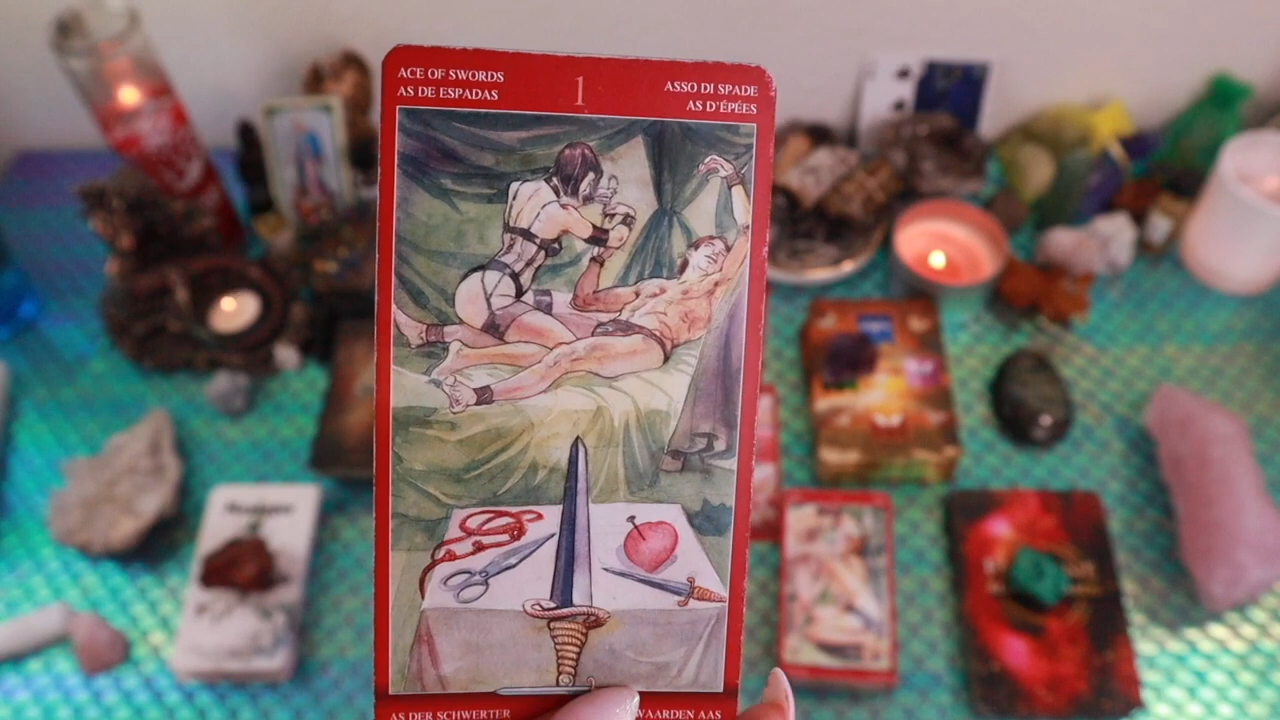 ACE OF SWORDS
AS DE ESPADAS
1
ASSO DI SPADE
AS D'ÉPÉES
AS DER SCHWERTER
WAARDEN AAS